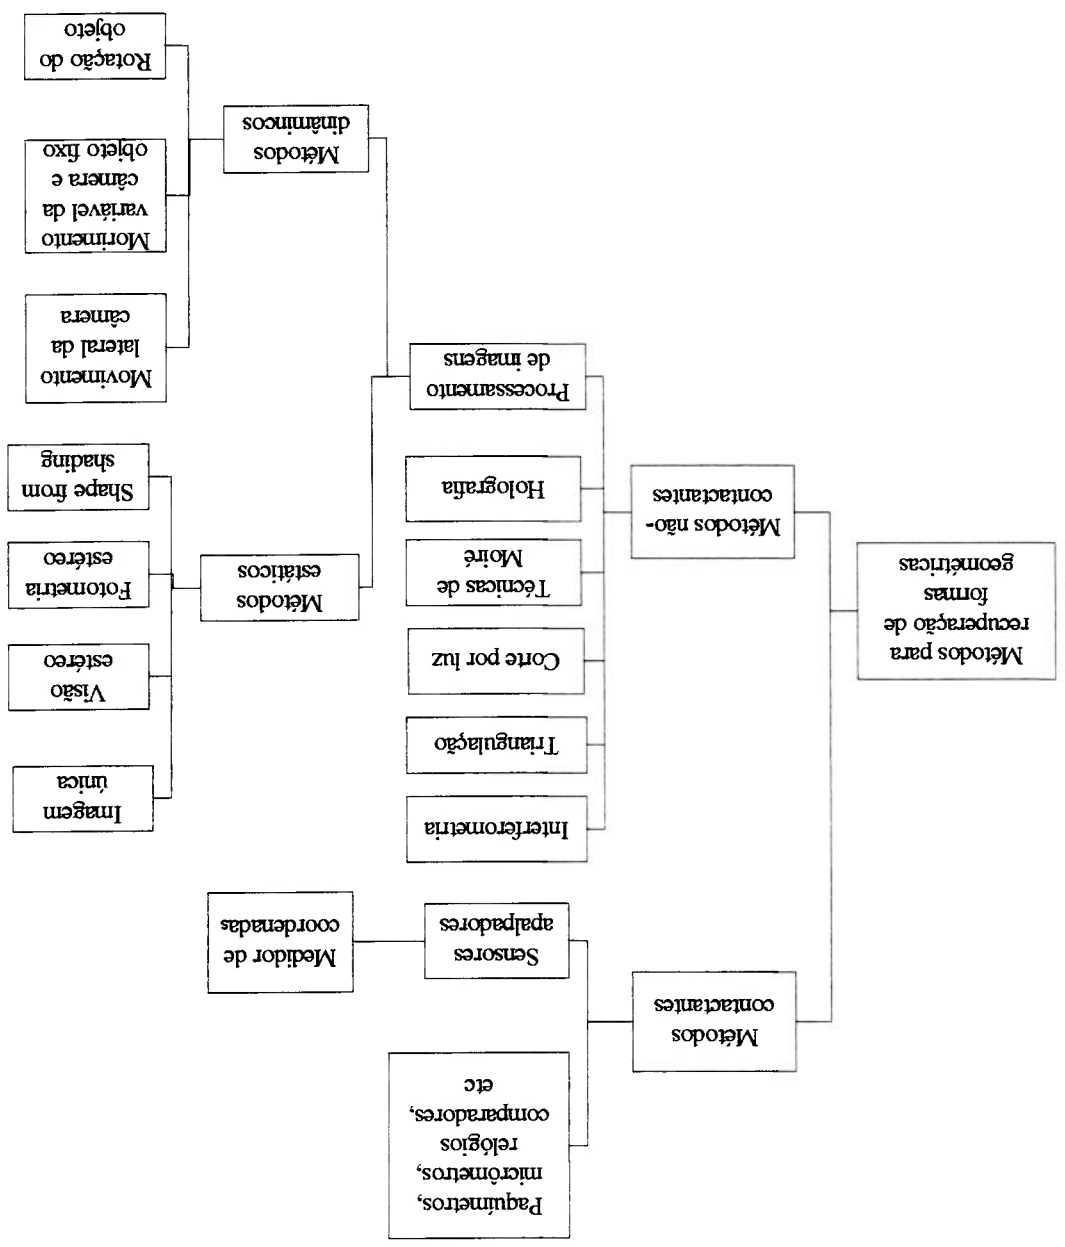 Métodos para
recuperação de
formas
geométricas
Métodos
contactantes
Paquímetros,
micrômetros,
relógios
comparadores,
etc
Sensores
apalpadores
Medidor de
coordenadas
Métodos não-
contactantes
Interferometria
Triangulação
Corte por luz
Técnicas de
Moiré
Holografia
Processamento
de imagens
Métodos
estáticos
Imagem
única
Visão
estéreo
Fotometria
estéreo
Shape from
shading
Métodos
dinâmincos
Movimento
lateral da
câmera
Morimento
variável da
câmera e
objeto fixo
Rotação do
objeto